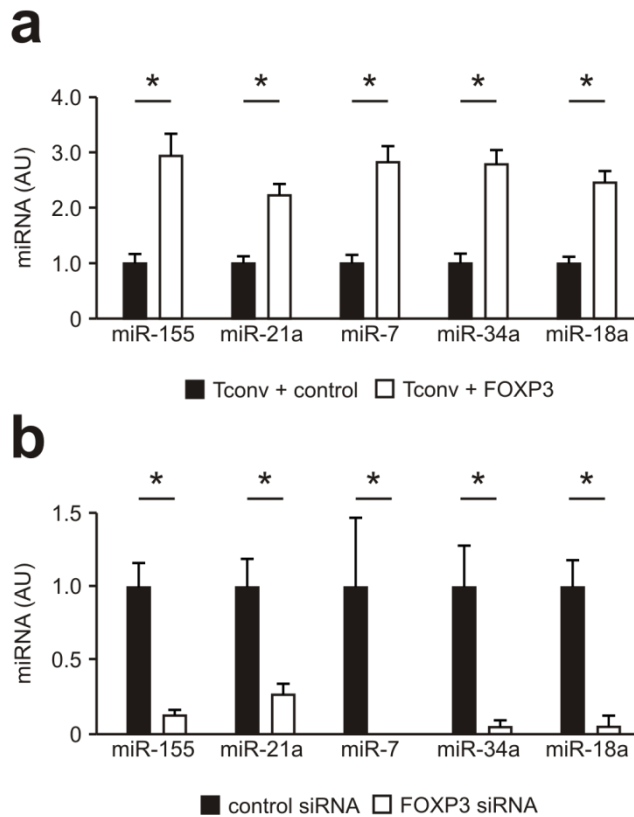 a
* * * * *
4.0
3.0
2.0
1.0
0
miRNA (AU)
miR-155 miR-21a miR-7 miR-34a miR-18a
Tconv + control Tconv + FOXP3
b
* * * * *
1.5
1.0
0.5
0
miRNA (AU)
miR-155 miR-21a miR-7 miR-34a miR-18a
control siRNA FOXP3 siRNA